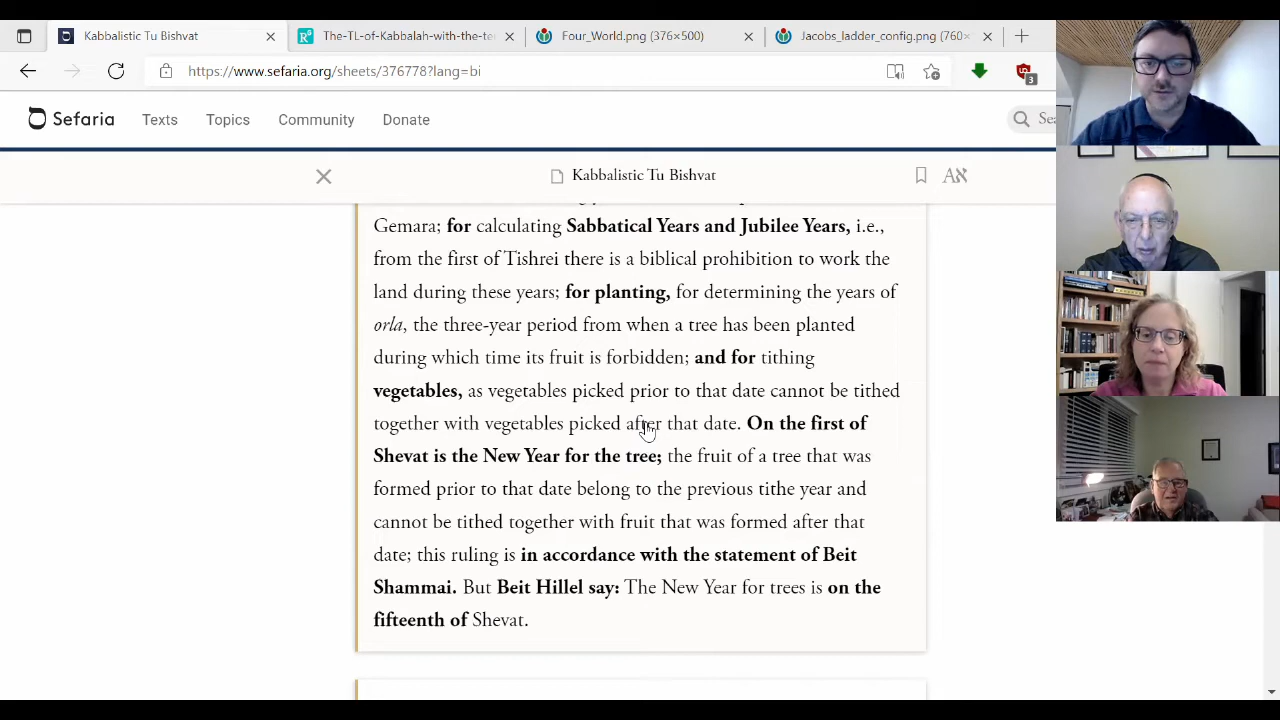 Kabbalistic Tu Bishvat
The-TL-of-Kabbalah-with-the-re
Four_World.png (376×500)
Jacobs_ladder_config.png (760×
https://www.sefaria.org/sheets/376778?lang=bi
3
Sefaria
Texts
Topics
Community
Donate
Sea
Kabbalistic Tu Bishvat
Aא
Gemara; for calculating Sabbatical Years and Jubilee Years, i.e.,
from the first of Tishrei there is a biblical prohibition to work the
land during these years; for planting, for determining the years of
orla, the three-year period from when a tree has been planted
during which time its fruit is forbidden; and for tithing
vegetables, as vegetables picked prior to that date cannot be tithed
together with vegetables picked after that date. On the first of
Shevat is the New Year for the tree; the fruit of a tree that was
formed prior to that date belong to the previous tithe year and
cannot be tithed together with fruit that was formed after that
date; this ruling is in accordance with the statement of Beit
Shammai. But Beit Hillel say: The New Year for trees is on the
fifteenth of Shevat.